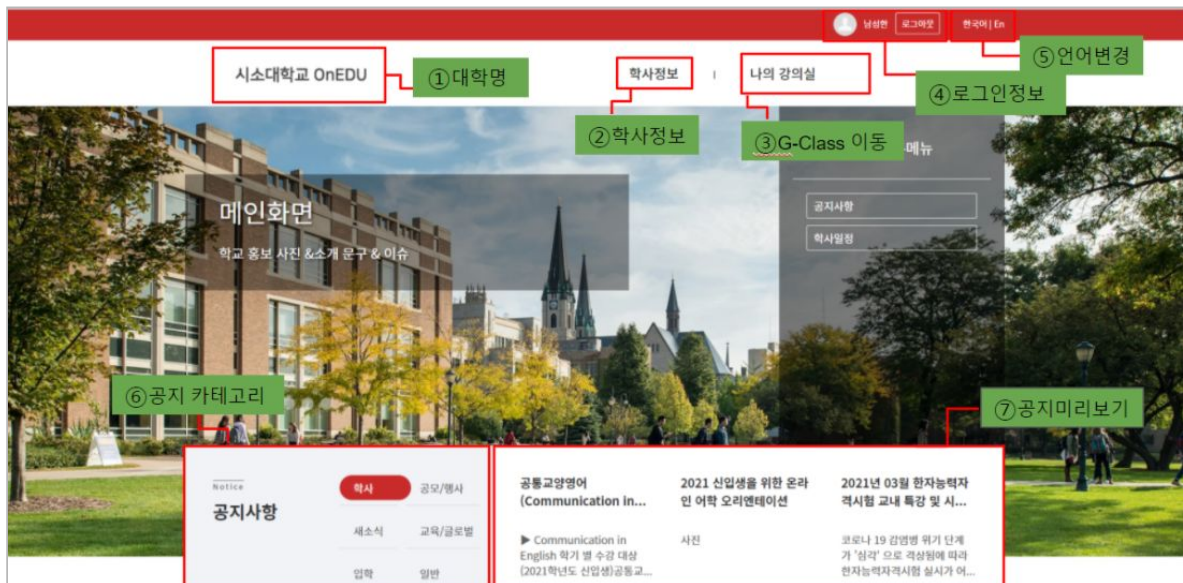 남섬한 로그아웃 한국어 | En
⑤언어변경
시소대학교 OnEDU
①대학명
학사정보 | 나의 강의실
④로그인정보
②학사정보
③G-Class 이동
메뉴
메인화면
학교 홍보 사진 &소개 문구 & 이슈
공지사항
학사일정
⑥공지 카테고리
⑦공지미리보기
Notice
공지사항
학사 공모/행사
새소식 교육/글로벌
입학 일반
공통교양영어
(Communication in...
▶ Communication in
English 학기 별 수강 대상
(2021학년도 신입생)공통교...
2021 신입생을 위한 온라
인 어학 오리엔테이션
사진
2021년 03월 한자능력자
격시험 교내 특강 및 시...
코로나 19 감염병 위기 단계
가 '심각' 으로 격상됨에 따라
한자능력자격시험 실시가 어...